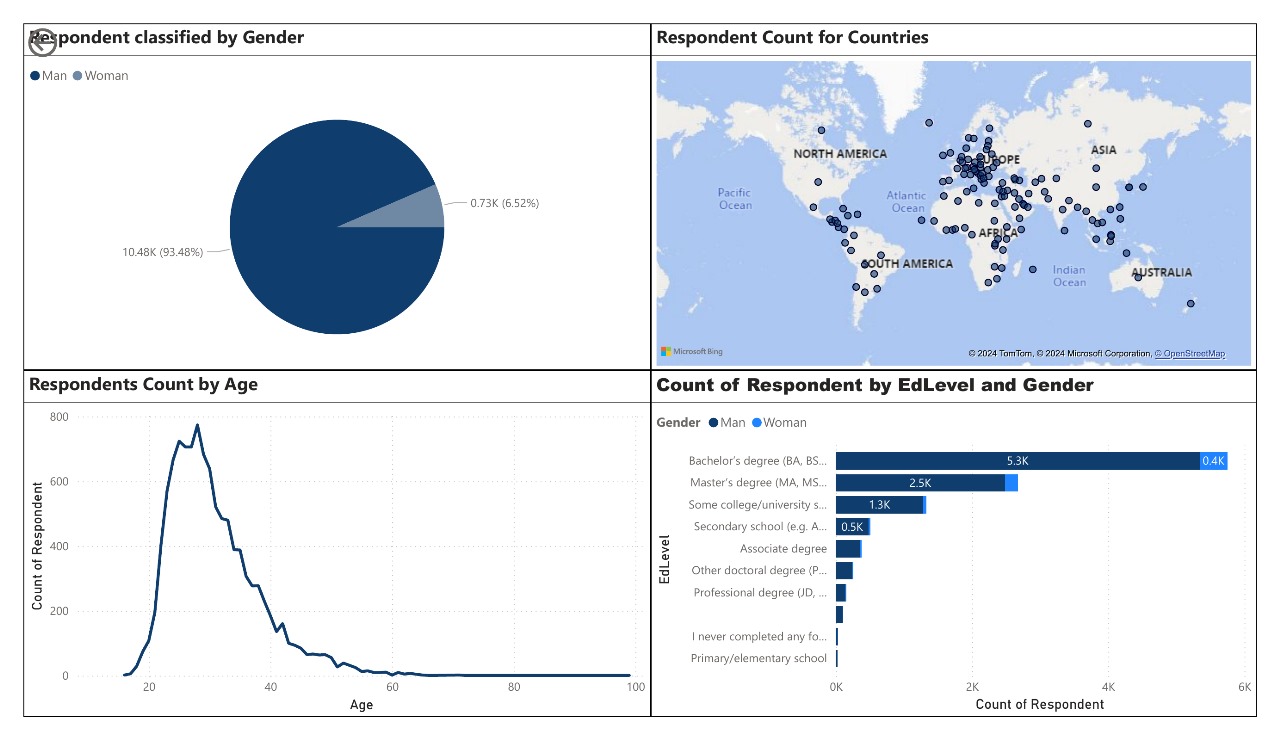 Respondent classified by Gender
Man Woman
0.73K (6.52%)
10.48K (93.48%)
Respondent Count for Countries
NORTH AMERICA
EUROPE
ASIA
Pacific
Ocean
Atlantic
Ocean
AFRICA
SOUTH AMERICA
Indian
Ocean
AUSTRALIA
Microsoft Bing
© 2024 TomTom, © 2024 Microsoft Corporation, © OpenStreetMap
Respondents Count by Age
Count of Respondent
800
600
400
200
0
20 40 60 80 100
Age
Count of Respondent by EdLevel and Gender
Gender Man Woman
EdLevel
Bachelor's degree (BA, BS... 5.3K 0.4K
Master's degree (MA, MS... 2.5K
Some college/university s... 1.3K
Secondary school (e.g. A... 0.5K
Associate degree
Other doctoral degree (P...
Professional degree (JD, ...
I never completed any fo...
Primary/elementary school
0K 2K 4K 6K
Count of Respondent